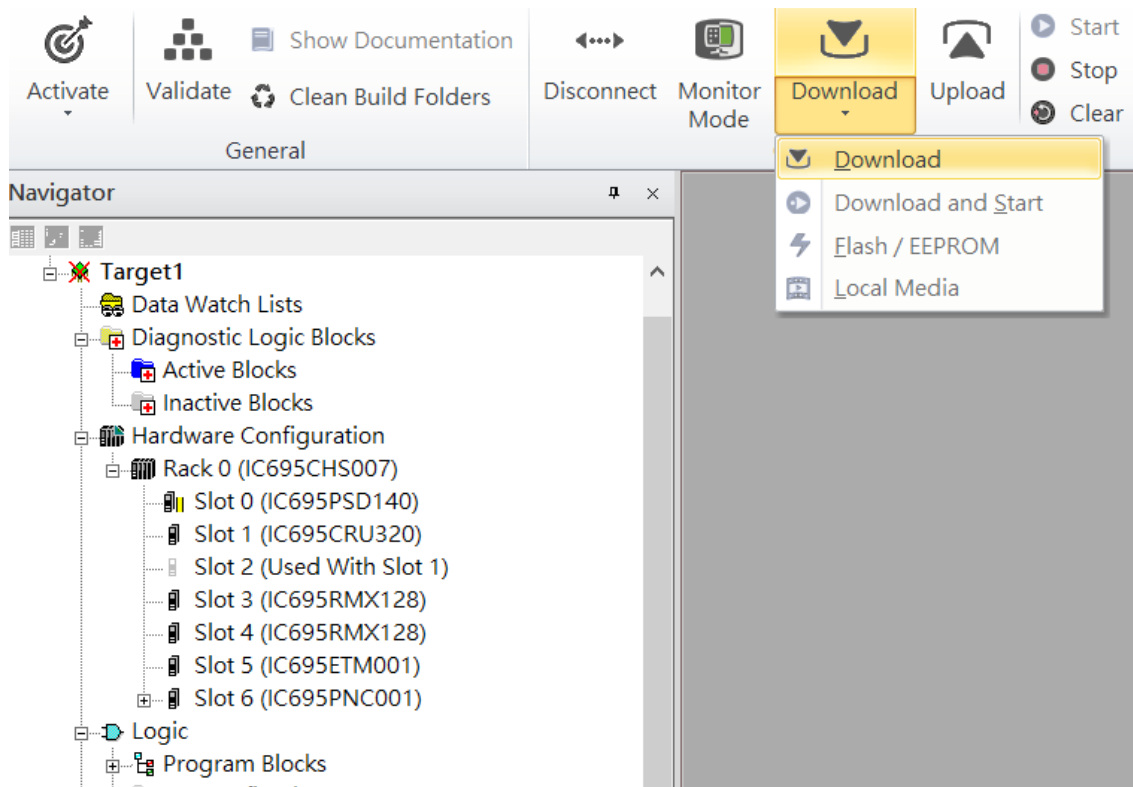 Activate
Validate
Show Documentation
Clean Build Folders
General
Disconnect
Monitor
Mode
Download
Upload
Start
Stop
Clear
Download
Download and Start
Flash / EEPROM
Local Media
Navigator
Target1
Data Watch Lists
Diagnostic Logic Blocks
Active Blocks
Inactive Blocks
Hardware Configuration
Rack 0 (IC695CHS007)
Slot 0 (IC695PSD140)
Slot 1 (IC695CRU320)
Slot 2 (Used With Slot 1)
Slot 3 (IC695RMX128)
Slot 4 (IC695RMX128)
Slot 5 (IC695ETM001)
Slot 6 (IC695PNC001)
Logic
Program Blocks